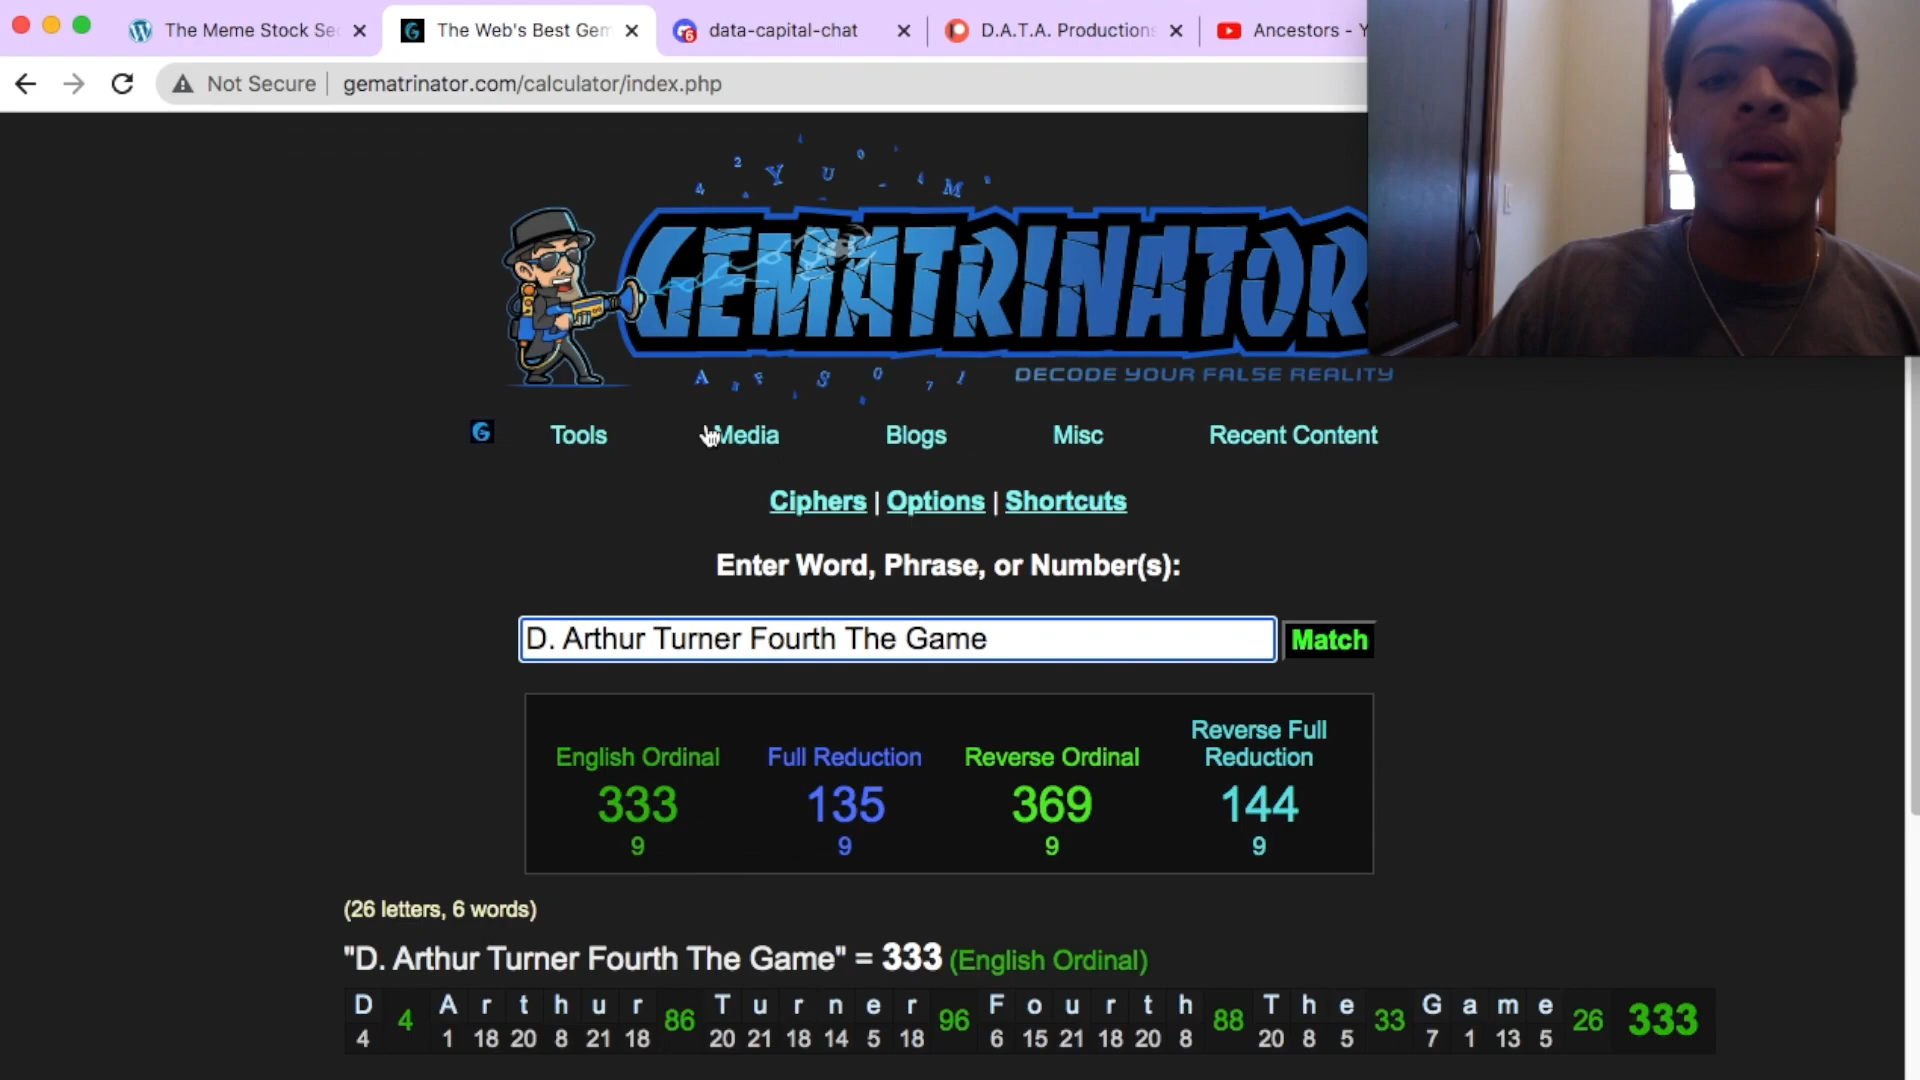 The Meme Stock Se
The Web's Best Gem
data-capital-chat
D.A.T.A. Productions
Ancestors - Y
Not Secure
gematrinator.com/calculator/index.php
GEMATRINATOR
DECODE YOUR FALSE REALITY
Tools
Media
Blogs
Misc
Recent Content
Ciphers | Options | Shortcuts
Enter Word, Phrase, or Number(s):
D. Arthur Turner Fourth The Game
Match
English Ordinal
Full Reduction
Reverse Ordinal
Reverse Full Reduction
333
135
369
144
9
9
9
9
(26 letters, 6 words)
"D. Arthur Turner Fourth The Game" = 333 (English Ordinal)
D 4 A r t h u r 86 T u r n e r 96 F o u r t h 88 T h e 33 G a m e 26 333
4 1 18 20 8 21 18 20 21 18 14 5 18 6 15 21 18 20 8 20 8 5 7 1 13 5